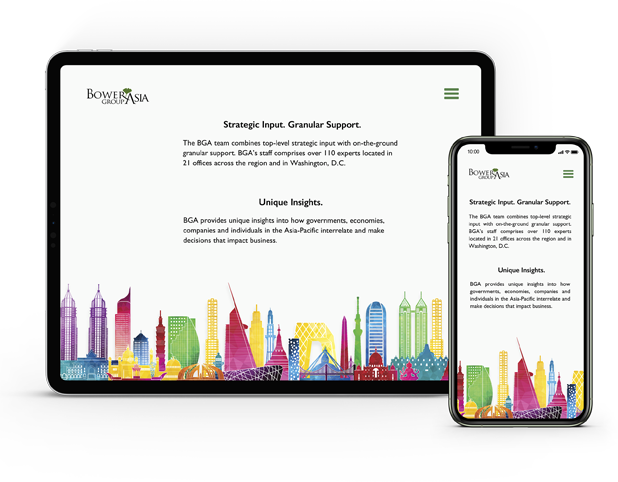 BOWERASIA
GROUP
Strategic Input. Granular Support.
The BGA team combines top-level strategic input with on-the-ground
granular support. BGA's staff comprises over 110 experts located in
21 offices across the region and in Washington, D.C.
Unique Insights.
BGA provides unique insights into how governments, economies,
companies and individuals in the Asia-Pacific interrelate and make
decisions that impact business.
10:00
BOWERASIA
GROUP
Strategic Input. Granular Support.
The BGA team combines top-level strategic
input with on-the-ground granular support.
BGA's staff comprises over 110 experts
located in 21 offices across the region and in
Washington, D.C.
Unique Insights.
BGA provides unique insights into how
governments, economies, companies and
individuals in the Asia-Pacific interrelate and
make decisions that impact business.